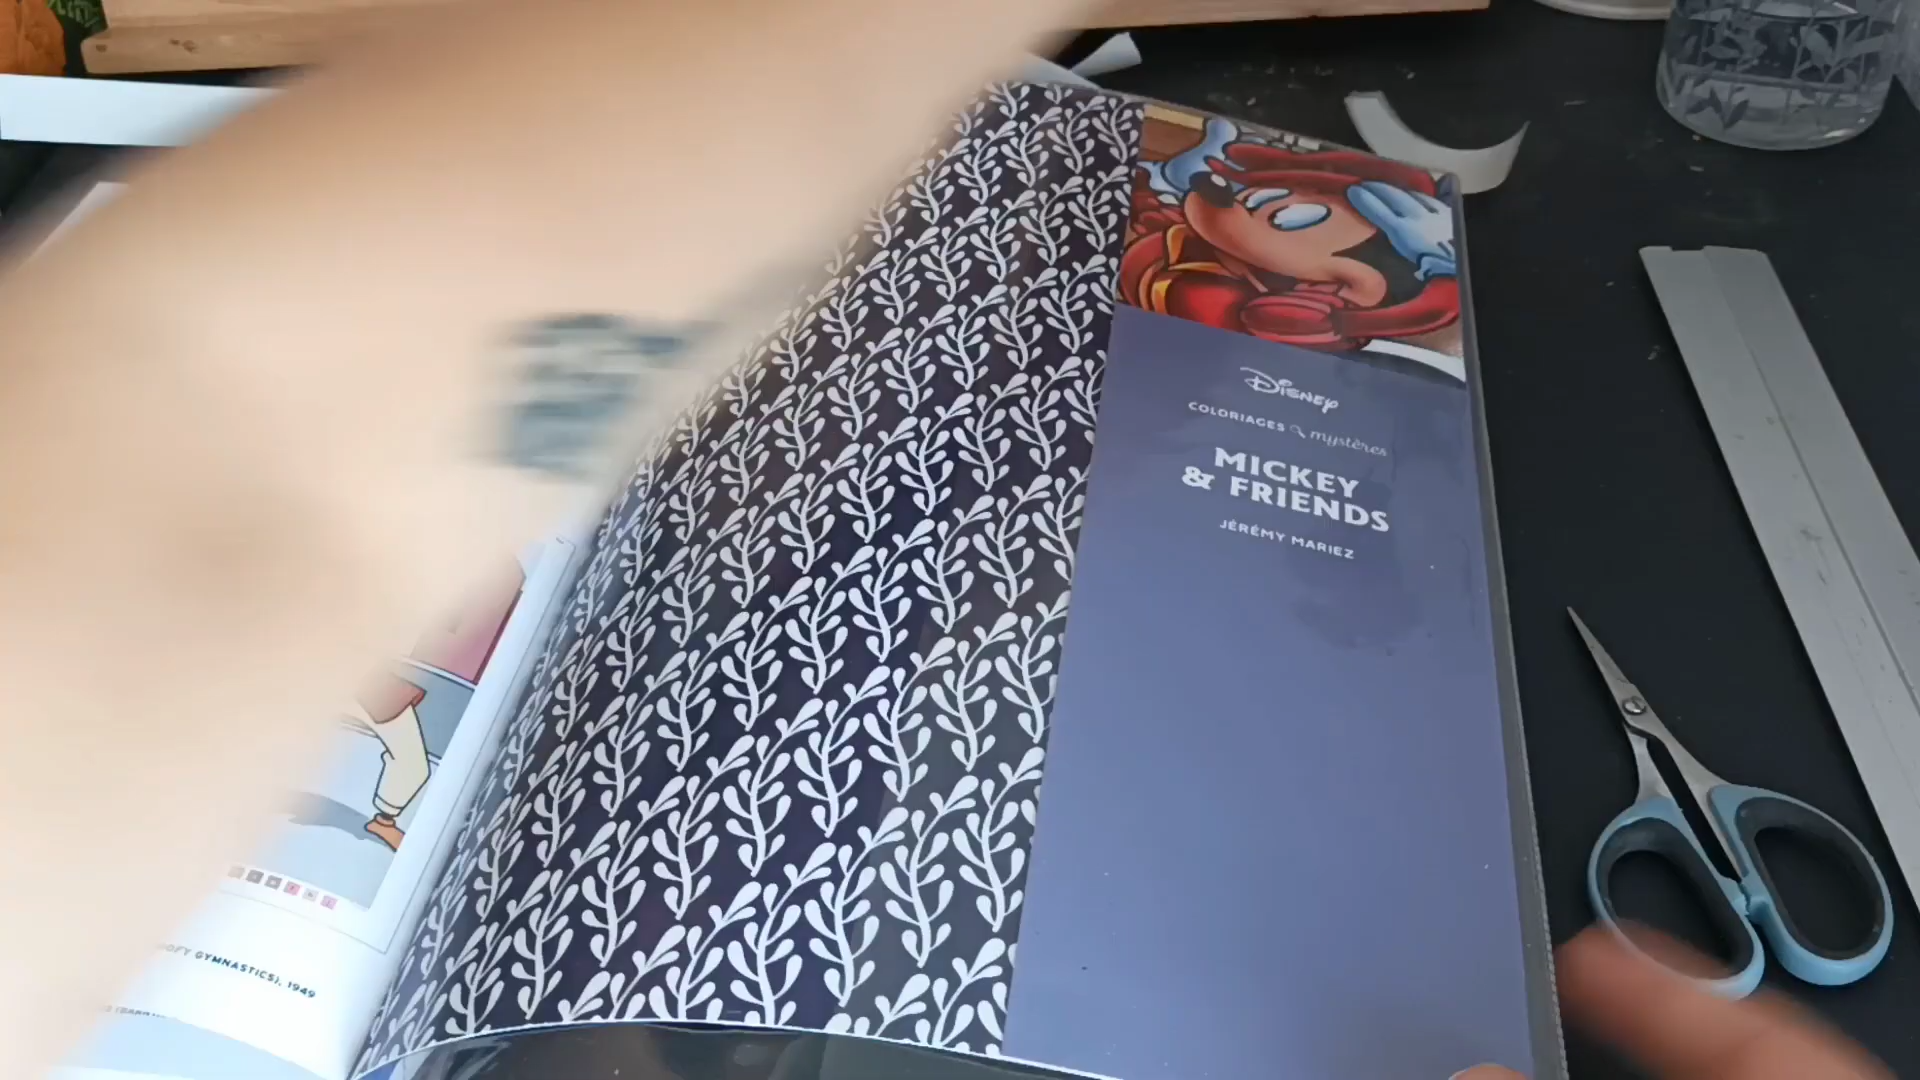 DISNEY
COLORIAGES mystères
MICKEY
& FRIENDS
JÉRÉMY MARIEZ
GYMNASTICS), 1949